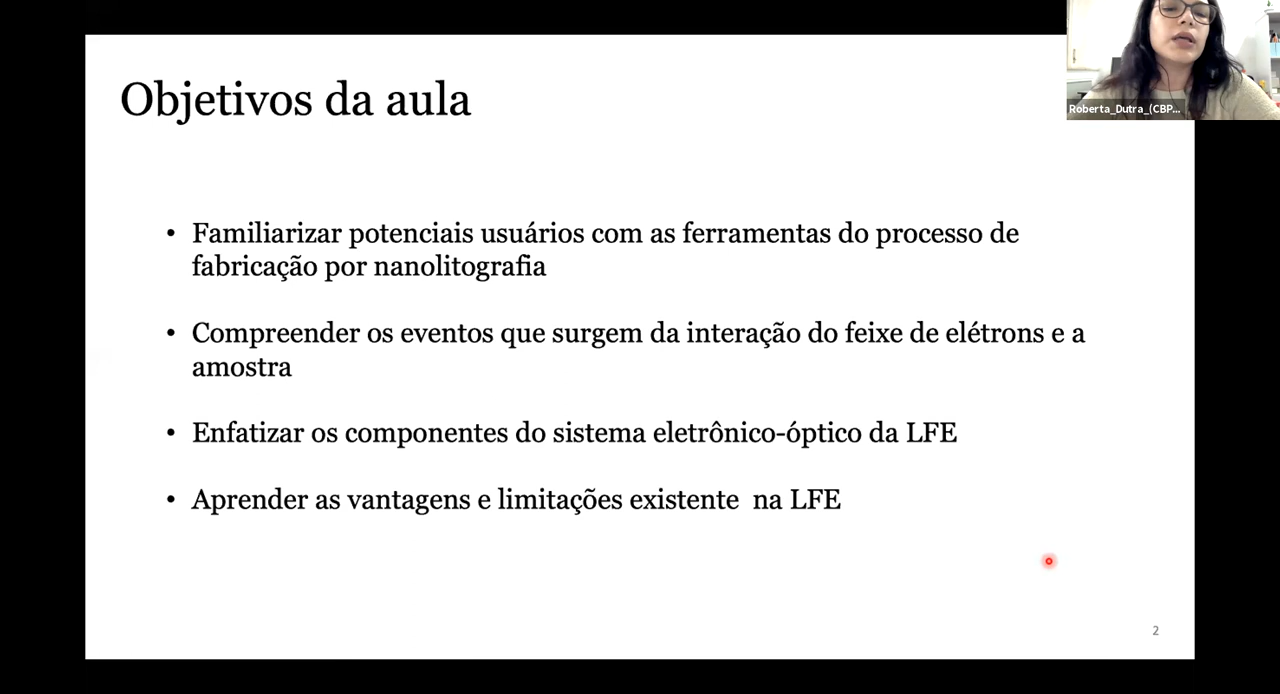 Roberta_Dutra_(CBP...
Objetivos da aula
• Familiarizar potenciais usuários com as ferramentas do processo de
fabricação por nanolitografia
• Compreender os eventos que surgem da interação do feixe de elétrons e a
amostra
• Enfatizar os componentes do sistema eletrônico-óptico da LFE
• Aprender as vantagens e limitações existente  na LFE
2